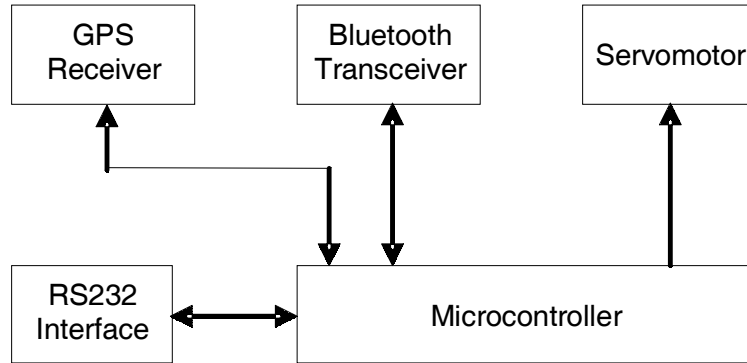 GPS
Receiver
Bluetooth
Transceiver
Servomotor
RS232
Interface
Microcontroller